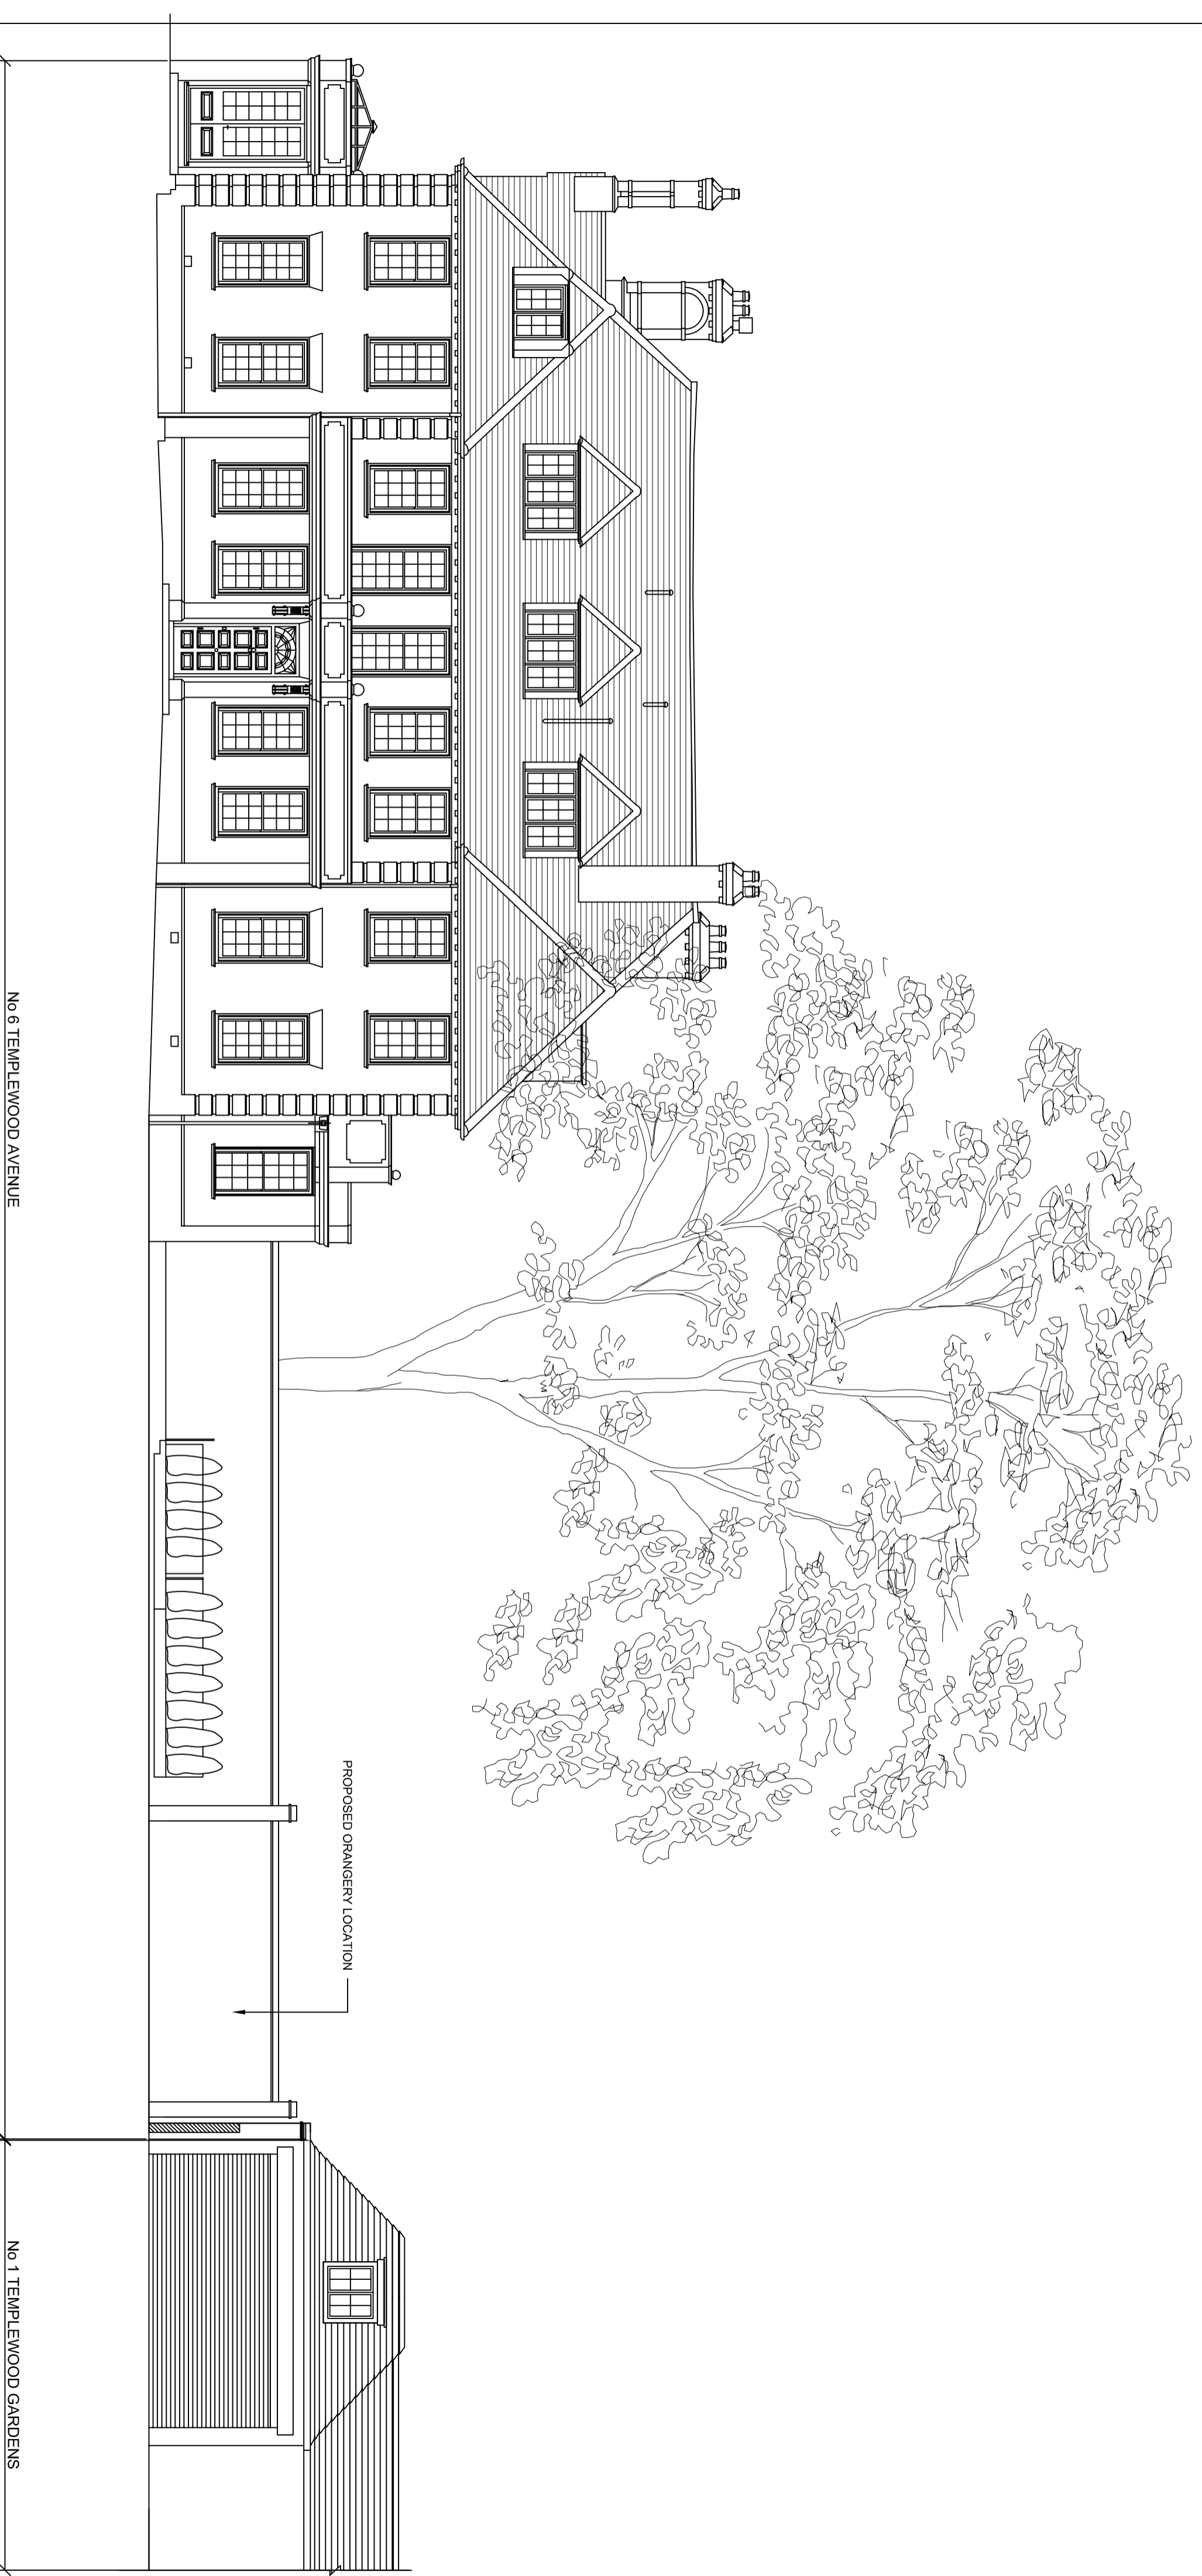 PROPOSED ORANGERY LOCATION
No 6 TEMPLEWOOD AVENUE
No 1 TEMPLEWOOD GARDENS